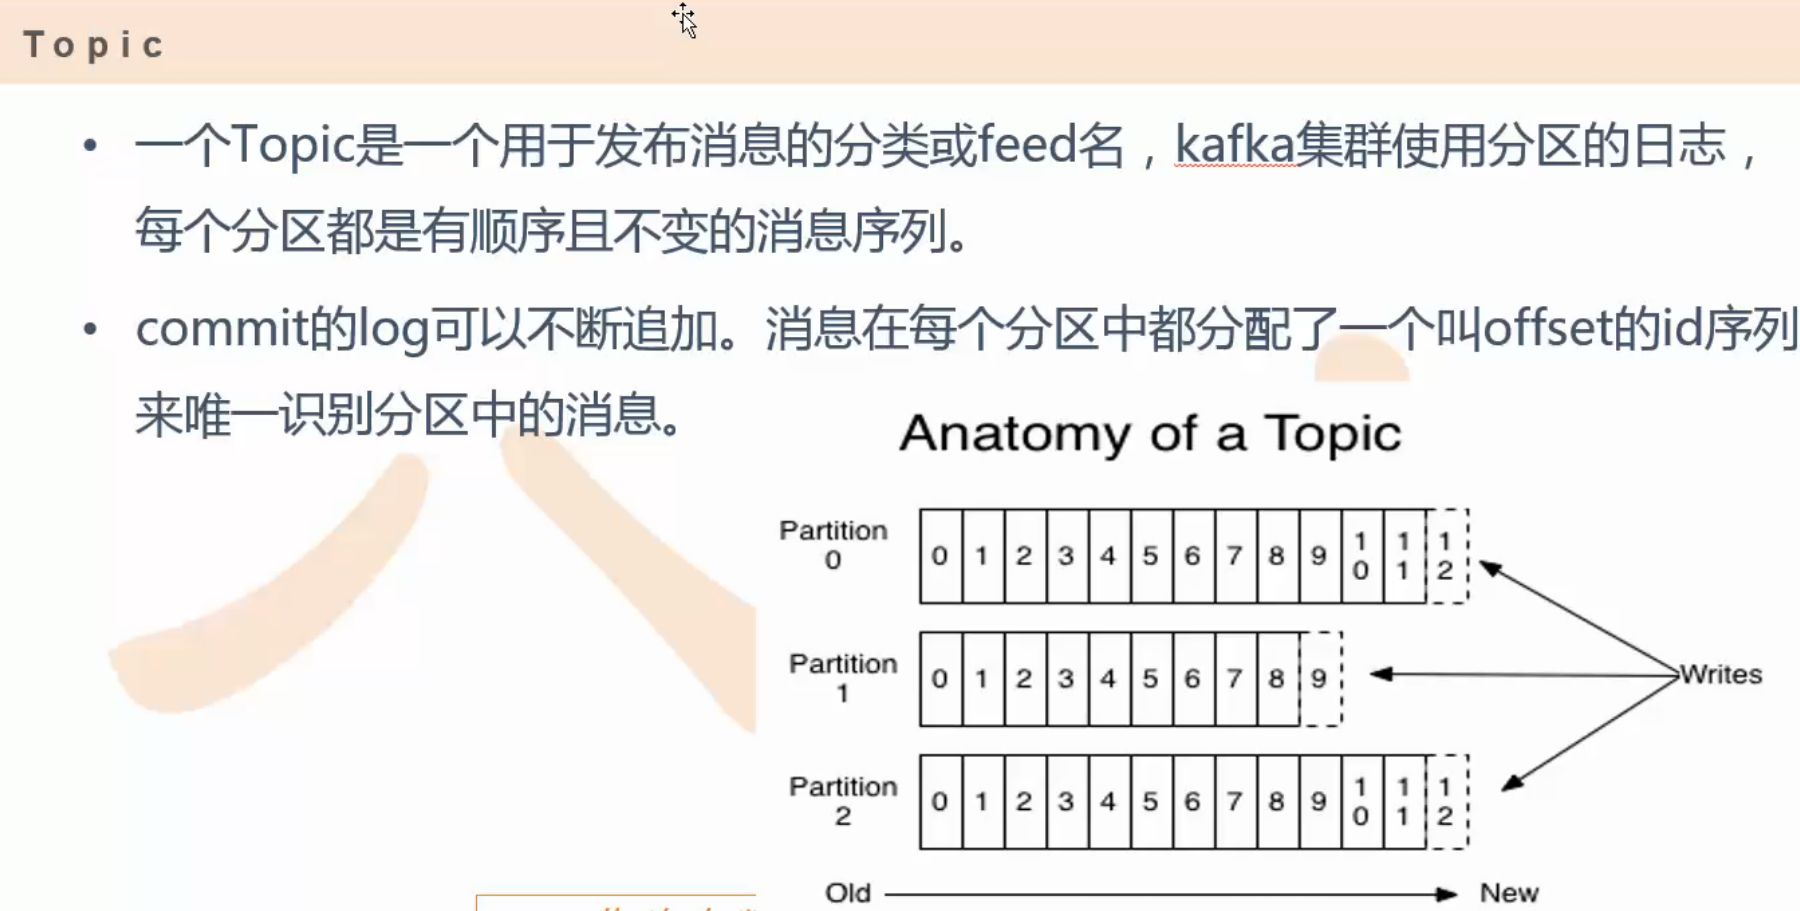 Topic
• 一个Topic是一个用于发布消息的分类或feed名，kafka集群使用分区的日志，
每个分区都是有顺序且不变的消息序列。
• commit的log可以不断追加。消息在每个分区中都分配了一个叫offset的id序列
来唯一识别分区中的消息。
Anatomy of a Topic
Partition
0
0 1 2 3 4 5 6 7 8 9 10 11 12
Partition
1
0 1 2 3 4 5 6 7 8 9
Writes
Partition
2
0 1 2 3 4 5 6 7 8 9 10 11 12
Old
New